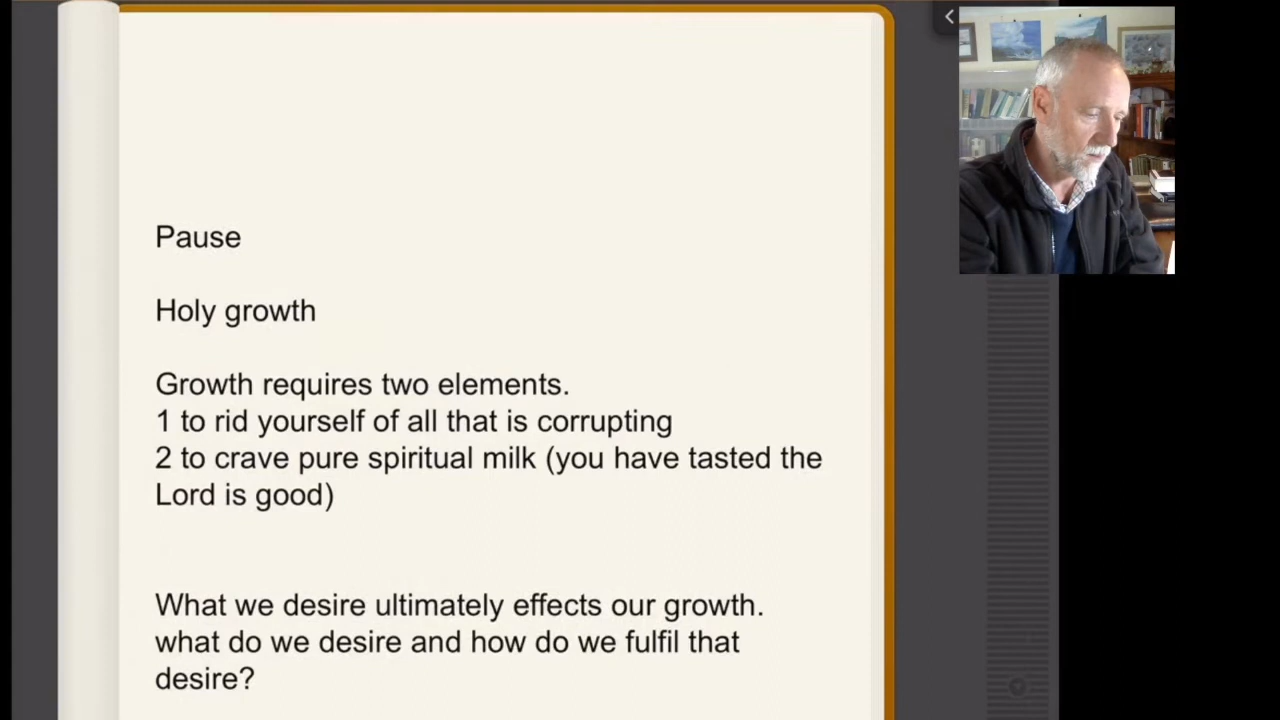 Pause
Holy growth
Growth requires two elements.
1 to rid yourself of all that is corrupting
2 to crave pure spiritual milk (you have tasted the
Lord is good)
What we desire ultimately effects our growth.
what do we desire and how do we fulfil that
desire?